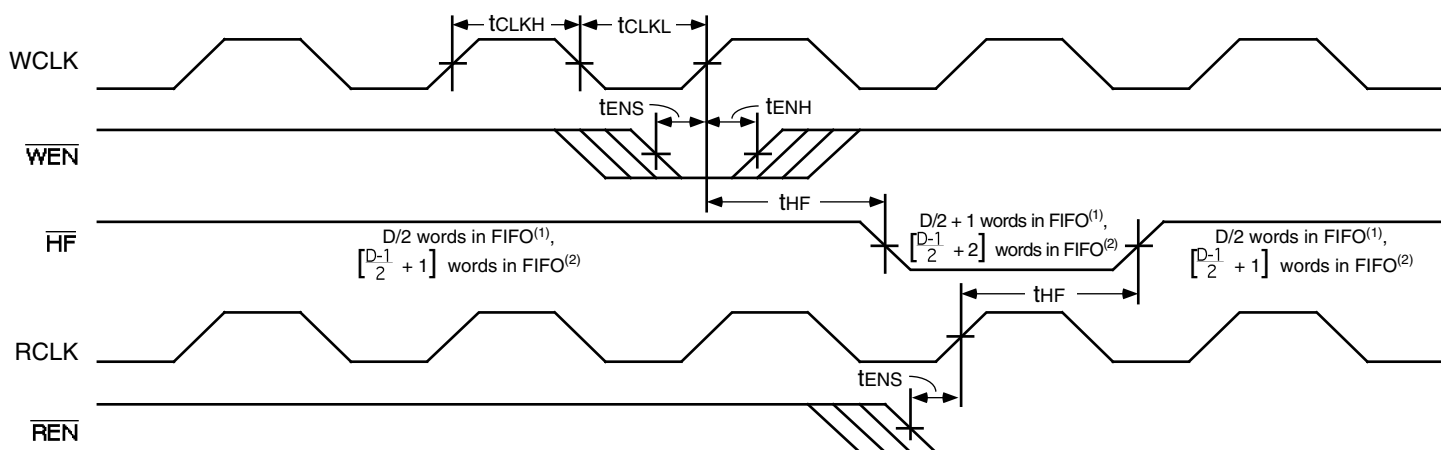 tCLKH
tCLKL
WCLK
tENS
tENH
WEN
tHF
HF
D/2 words in FIFO(1),
[D-1/2 + 1] words in FIFO(2)
D/2 + 1 words in FIFO(1),
[D-1/2 + 2] words in FIFO(2)
D/2 words in FIFO(1),
[D-1/2 + 1] words in FIFO(2)
tHF
RCLK
tENS
REN